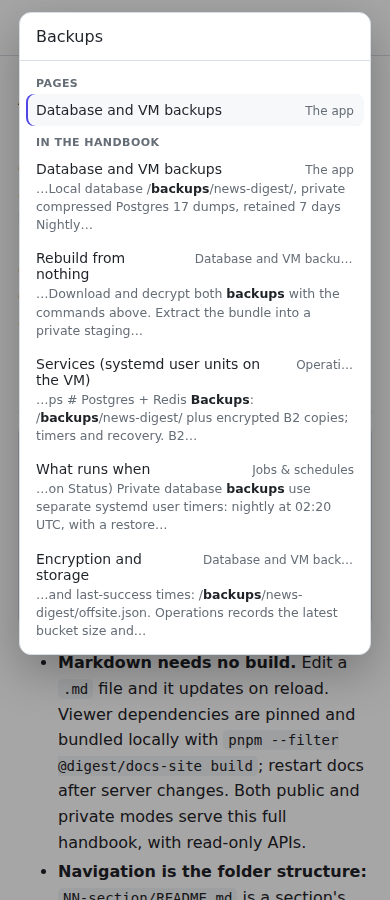 Backups
PAGES
Database and VM backups The app
IN THE HANDBOOK
Database and VM backups The app
…Local database /backups/news-digest/, private
compressed Postgres 17 dumps, retained 7 days
Nightly…
Rebuild from nothing Database and VM backu…
…Download and decrypt both backups with the
commands above. Extract the bundle into a
private staging…
Services (systemd user units on the VM) Operati…
…ps # Postgres + Redis Backups:
/backups/news-digest/ plus encrypted B2 copies;
timers and recovery. B2…
What runs when Jobs & schedules
…on Status) Private database backups use
separate systemd user timers: nightly at 02:20
UTC, with a restore…
Encryption and storage Database and VM back…
…and last-success times: /backups/news-
digest/offsite.json. Operations records the latest
bucket size and…
• Markdown needs no build. Edit a
.md file and it updates on reload.
Viewer dependencies are pinned and
bundled locally with pnpm --filter
@digest/docs-site build; restart docs
after server changes. Both public and
private modes serve this full
handbook, with read-only APIs.
• Navigation is the folder structure:
NN-section/README.md is a section's